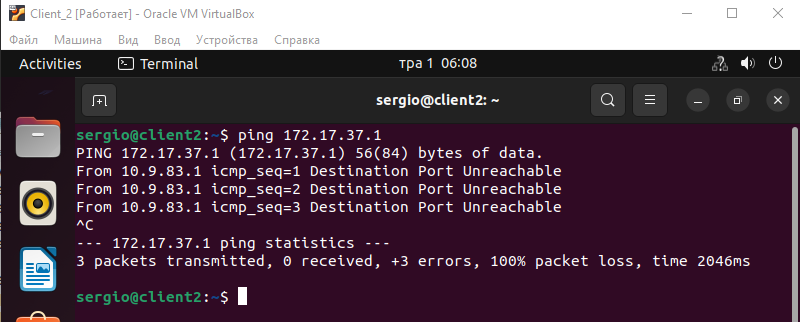 Client_2 [Работает] - Oracle VM VirtualBox
Файл Машина Вид Ввод Устройства Справка
Activities Terminal тра 1 06:08
sergio@client2: ~
sergio@client2:~$ ping 172.17.37.1
PING 172.17.37.1 (172.17.37.1) 56(84) bytes of data.
From 10.9.83.1 icmp_seq=1 Destination Port Unreachable
From 10.9.83.1 icmp_seq=2 Destination Port Unreachable
From 10.9.83.1 icmp_seq=3 Destination Port Unreachable
^C
--- 172.17.37.1 ping statistics ---
3 packets transmitted, 0 received, +3 errors, 100% packet loss, time 2046ms
sergio@client2:~$